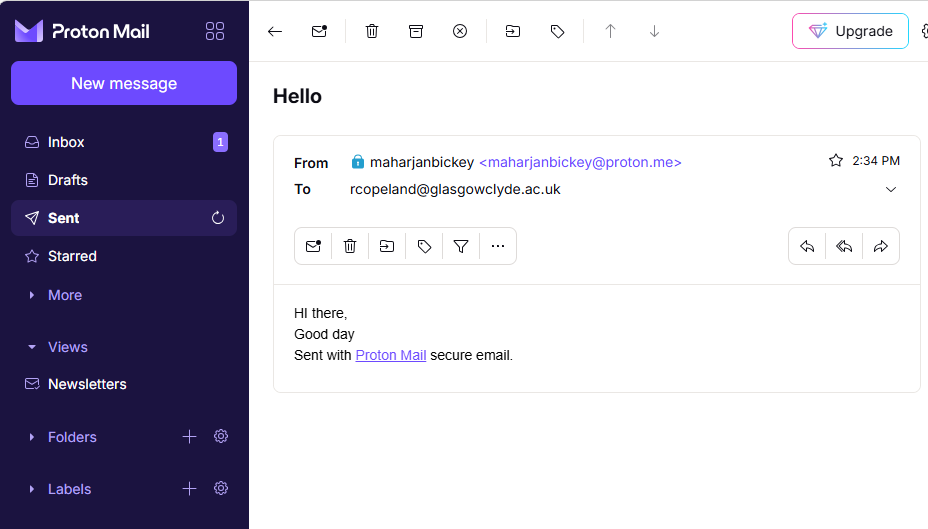 Proton Mail
Upgrade
New message
Hello
Inbox 1
Drafts
Sent
Starred
More
Views
Newsletters
Folders
Labels
From maharjanbickey <maharjanbickey@proton.me> 2:34 PM
To rcopeland@glasgowclyde.ac.uk
HI there,
Good day
Sent with Proton Mail secure email.